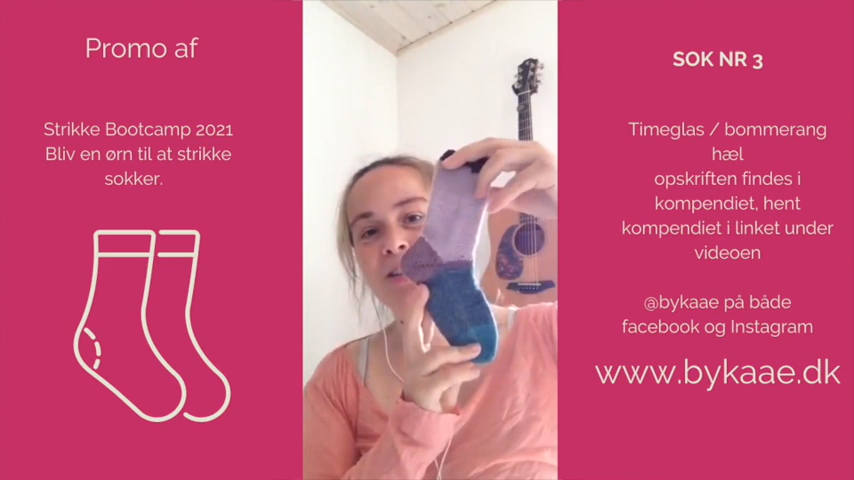 Promo af
Strikke Bootcamp 2021
Bliv en ørn til at strikke
sokker.
SOK NR 3
Timeglas / bommerang
hæl
opskriften findes i
kompendiet, hent
kompendiet i linket under
videoen
@bykaae på både
facebook og Instagram
www.bykaae.dk